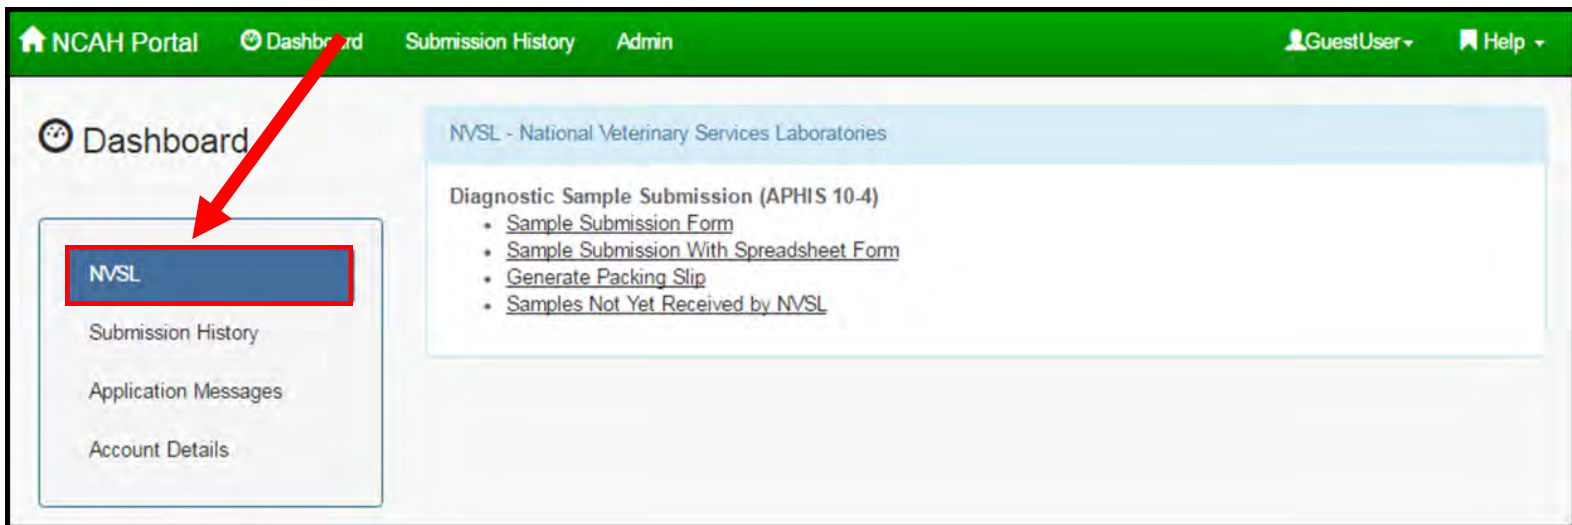 NCAH Portal Dashboard Submission History Admin GuestUser Help
Dashboard
NVSL
Submission History
Application Messages
Account Details
NVSL - National Veterinary Services Laboratories
Diagnostic Sample Submission (APHIS 10-4)
Sample Submission Form
Sample Submission With Spreadsheet Form
Generate Packing Slip
Samples Not Yet Received by NVSL